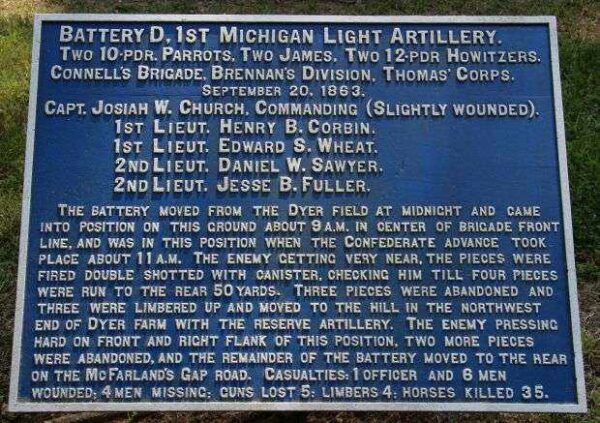 BATTERY D, 1ST MICHIGAN LIGHT ARTILLERY.
TWO 10-PDR. PARROTS. TWO JAMES. TWO 12-PDR HOWITZERS.
CONNELL'S BRIGADE, BRENNAN'S DIVISION, THOMAS' CORPS.
SEPTEMBER 20, 1863.
CAPT. JOSIAH W. CHURCH, COMMANDING (SLIGHTLY WOUNDED).
1ST LIEUT. HENRY B. CORBIN.
1ST LIEUT. EDWARD S. WHEAT.
2ND LIEUT. DANIEL W. SAWYER.
2ND LIEUT. JESSE B. FULLER.
THE BATTERY MOVED FROM THE DYER FIELD AT MIDNIGHT AND CAME
INTO POSITION ON THIS GROUND ABOUT 9 A.M. IN CENTER OF BRIGADE FRONT
LINE, AND WAS IN THIS POSITION WHEN THE CONFEDERATE ADVANCE TOOK
PLACE ABOUT 11 A.M. THE ENEMY GETTING VERY NEAR, THE PIECES WERE
FIRED DOUBLE SHOTTED WITH CANISTER, CHECKING HIM TILL FOUR PIECES
WERE RUN TO THE REAR 50 YARDS. THREE PIECES WERE ABANDONED AND
THREE WERE LIMBERED UP AND MOVED TO THE HILL IN THE NORTHWEST
END OF DYER FARM WITH THE RESERVE ARTILLERY. THE ENEMY PRESSING
HARD ON FRONT AND RIGHT FLANK OF THIS POSITION, TWO MORE PIECES
WERE ABANDONED, AND THE REMAINDER OF THE BATTERY MOVED TO THE REAR
ON THE MCFARLAND'S GAP ROAD. CASUALTIES: 1 OFFICER AND 6 MEN
WOUNDED; 4 MEN MISSING; GUNS LOST 5; LIMBERS 4; HORSES KILLED 35.